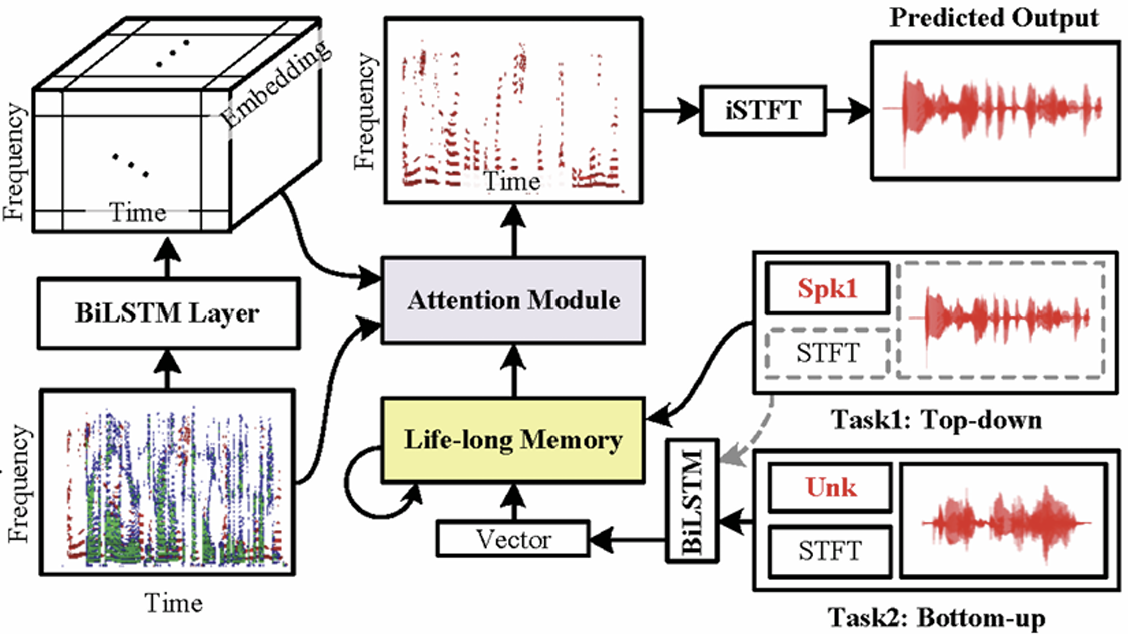 Predicted Output
Frequency
Embedding
Time
Frequency
Time
iSTFT
BiLSTM Layer
Attention Module
Spk1
STFT
Task1: Top-down
Frequency
Time
Life-long Memory
Vector
BiLSTM
Unk
STFT
Task2: Bottom-up